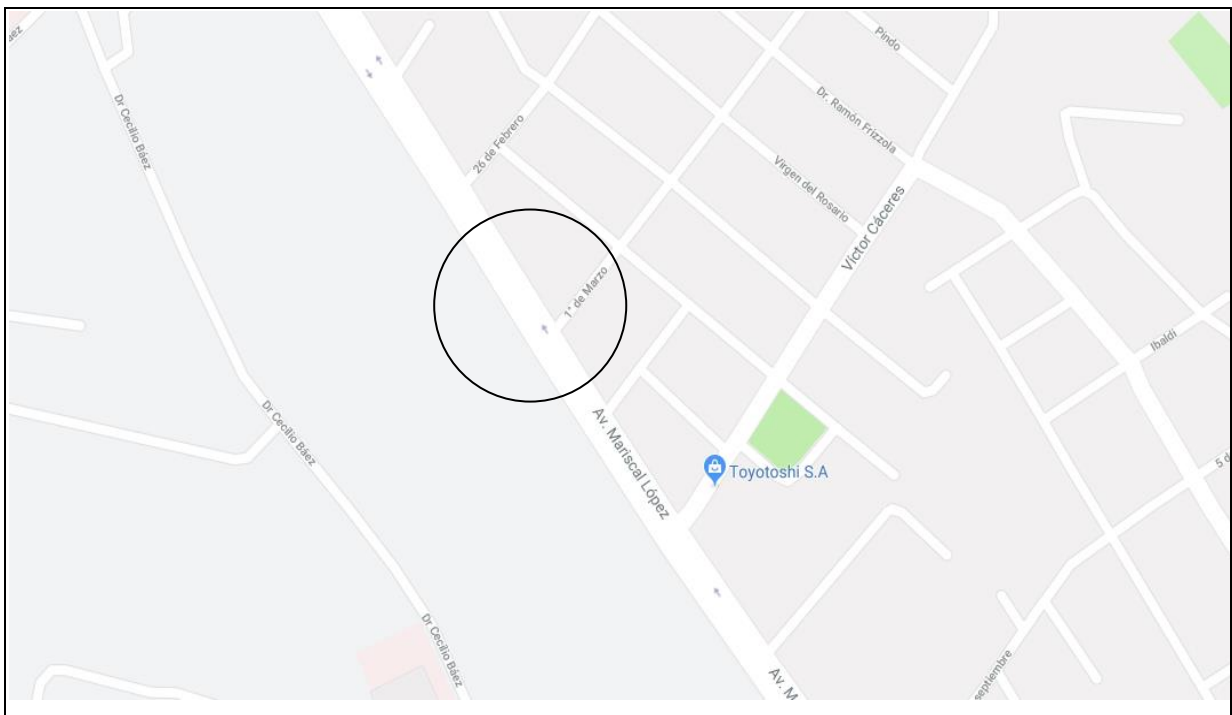 Pindo
Dr Cecilio Báez
Dr. Ramón Frizzola
26 de Febrero
Virgen del Rosario
Víctor Cáceres
1° de Marzo
Ibaldi
Dr Cecilio Báez
Av. Mariscal López
Toyotoshi S.A
5 d
Dr Cecilio Báez
septiembre
Av. M